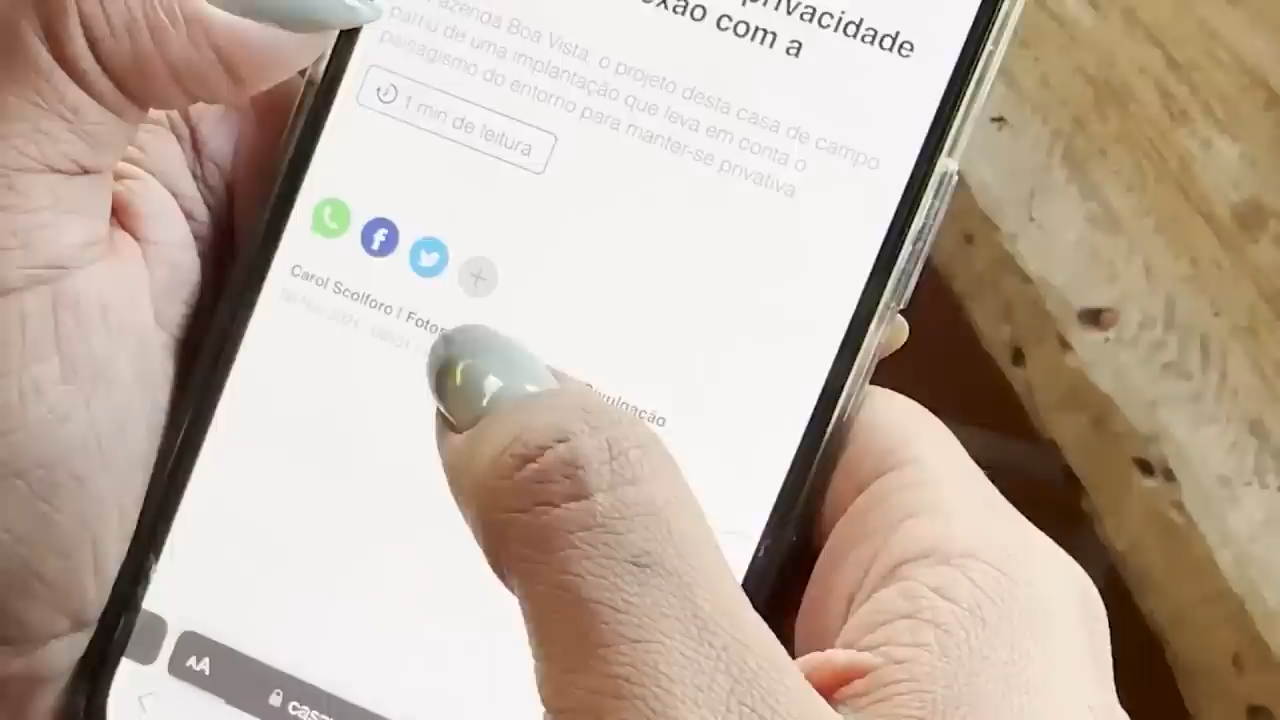 privacidade
exão com a
Fazenda Boa Vista, o projeto desta casa de campo
partiu de uma implantação que leva em conta o
paisagismo do entorno para manter-se privativa
1 min de leitura
Carol Scolforo | Fotos
Divulgação
AA
casa